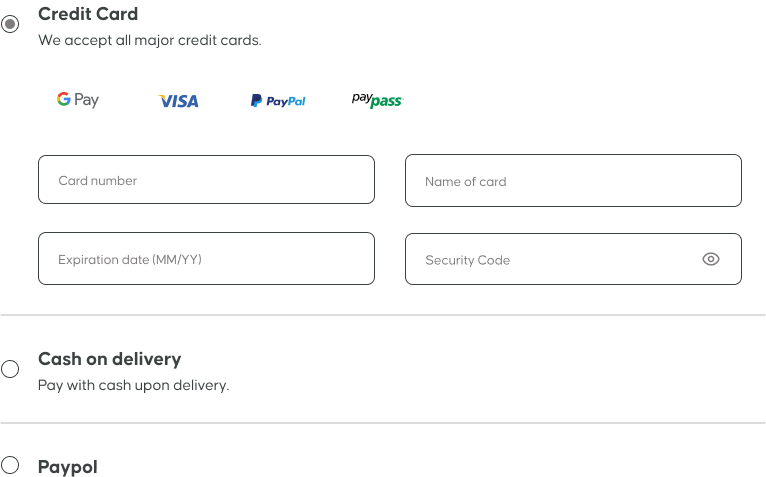 Credit Card
We accept all major credit cards.
G Pay VISA PayPal paypass
Card number Name of card
Expiration date (MM/YY) Security Code
Cash on delivery
Pay with cash upon delivery.
Paypol